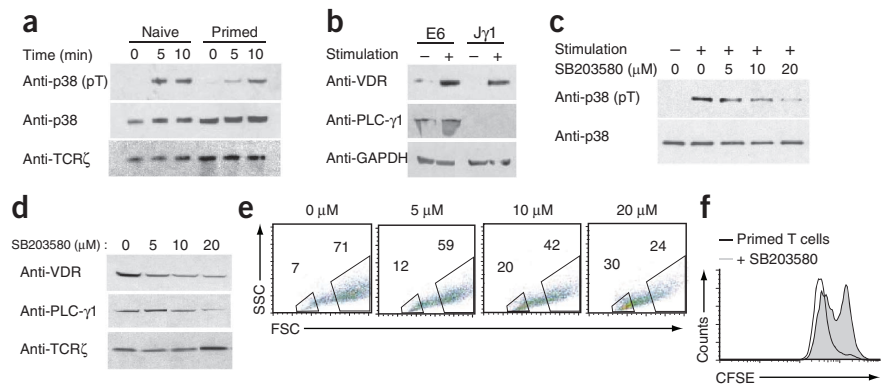 a
Naive Primed
Time (min) 0 5 10 0 5 10
Anti-p38 (pT)
Anti-p38
Anti-TCRζ
b
E6 Jγ1
Stimulation – + – +
Anti-VDR
Anti-PLC-γ1
Anti-GAPDH
c
Stimulation – + + + +
SB203580 (μM) 0 0 5 10 20
Anti-p38 (pT)
Anti-p38
d
SB203580 (μM) : 0 5 10 20
Anti-VDR
Anti-PLC-γ1
Anti-TCRζ
e
0 μM 5 μM 10 μM 20 μM
7 71
12 59
20 42
30 24
SSC
FSC
f
Primed T cells
+ SB203580
Counts
CFSE